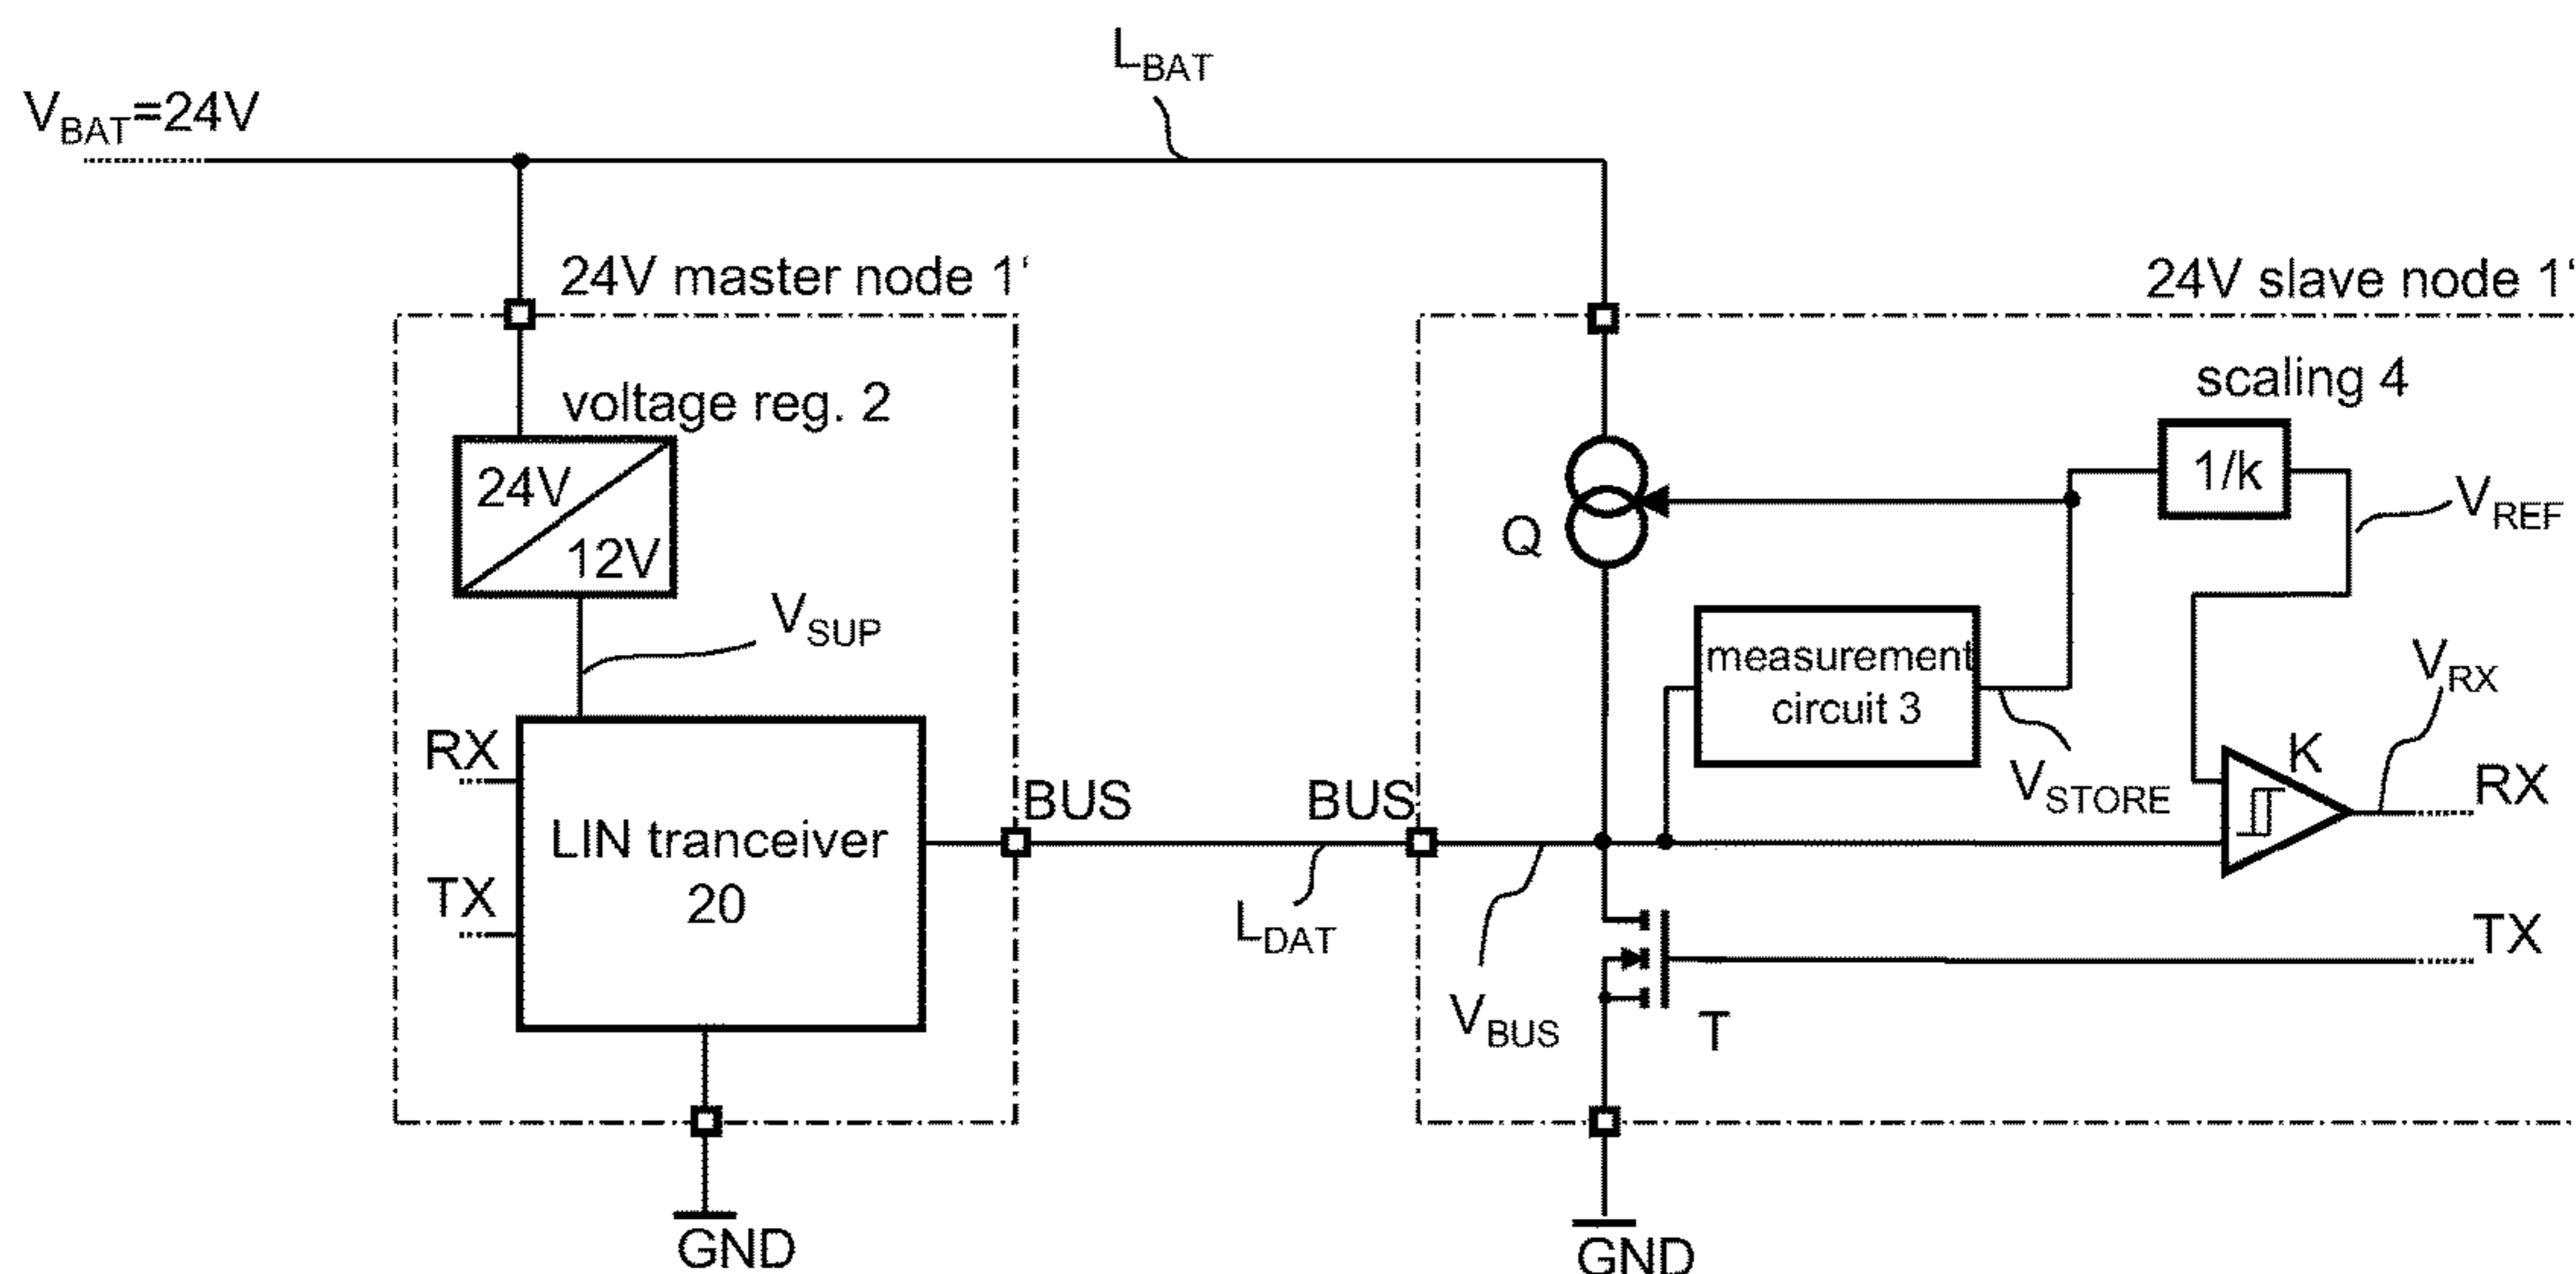 L_BAT
V_BAT=24V
24V master node 1‘
24V slave node 1‘
voltage reg. 2
scaling 4
24V
12V
1/k
Q
V_REF
V_SUP
measurement
circuit 3
V_RX
RX
K
V_STORE
RX
BUS
BUS
LIN tranceiver
20
TX
L_DAT
TX
V_BUS
T
GND
GND